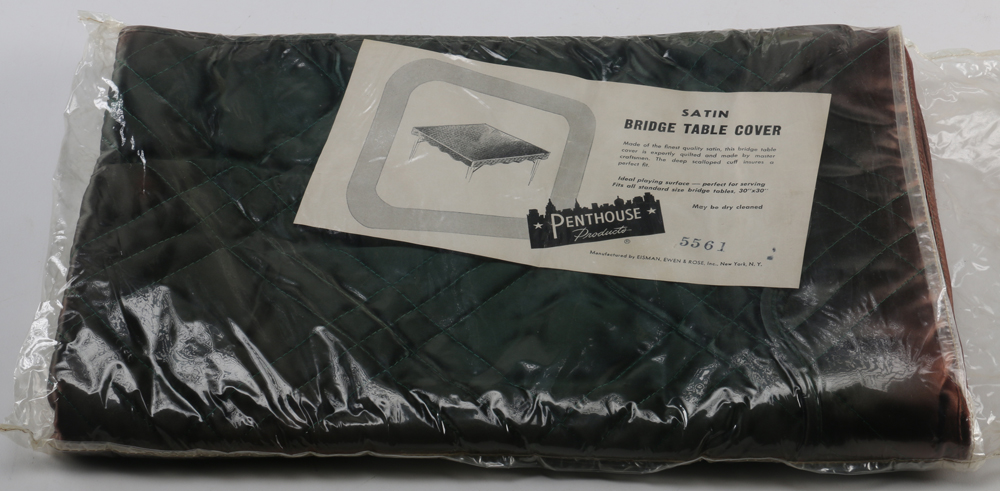 SATIN
BRIDGE TABLE COVER
Made of the finest quality satin, this bridge table
cover is expertly quilted and made by master
craftsmen. The deep scalloped cuff insures a
perfect fit.
Ideal playing surface — perfect for serving
Fits all standard size bridge tables. 30"x30"
May be dry cleaned
PENTHOUSE
Products
5561
Manufactured by EISMAN, EWEN & ROSE, Inc., New York, N. Y.